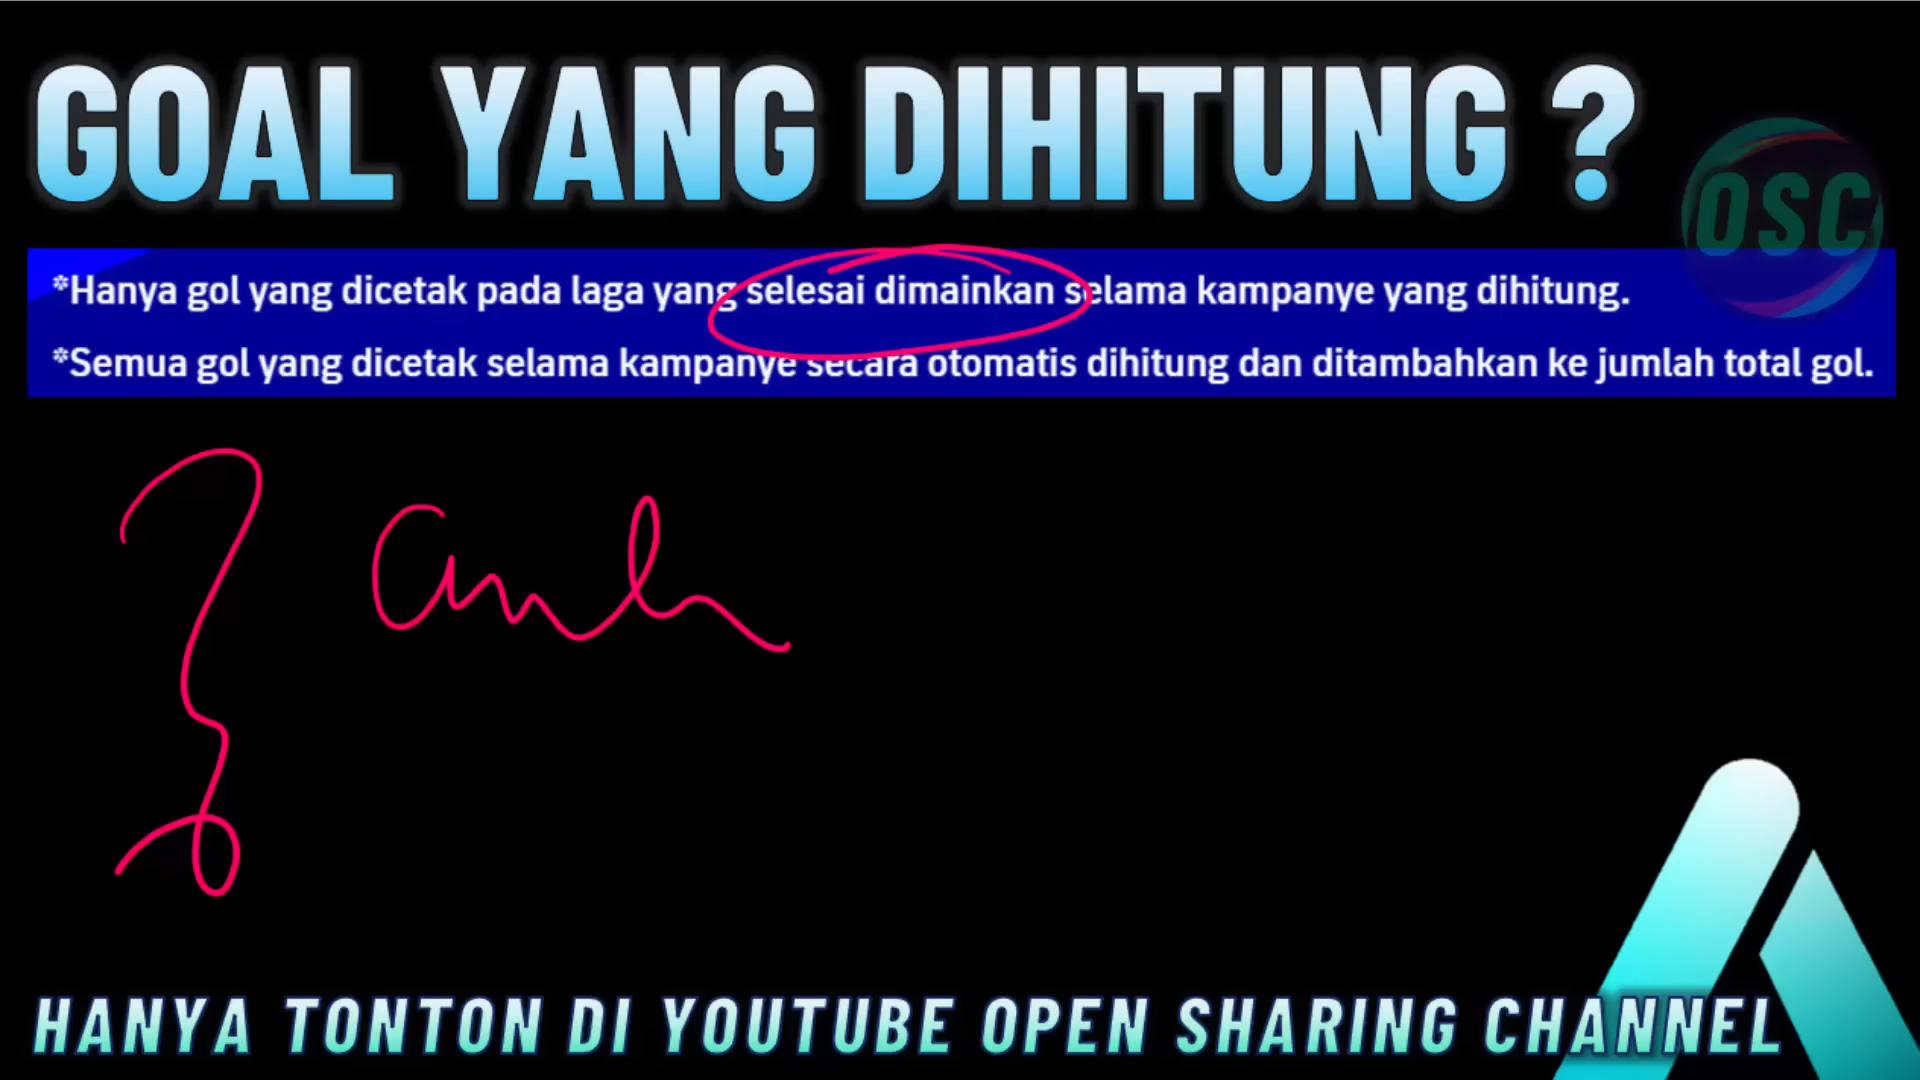 GOAL YANG DIHITUNG ?
OSC
*Hanya gol yang dicetak pada laga yang selesai dimainkan selama kampanye yang dihitung.
*Semua gol yang dicetak selama kampanye secara otomatis dihitung dan ditambahkan ke jumlah total gol.
HANYA TONTON DI YOUTUBE OPEN SHARING CHANNEL